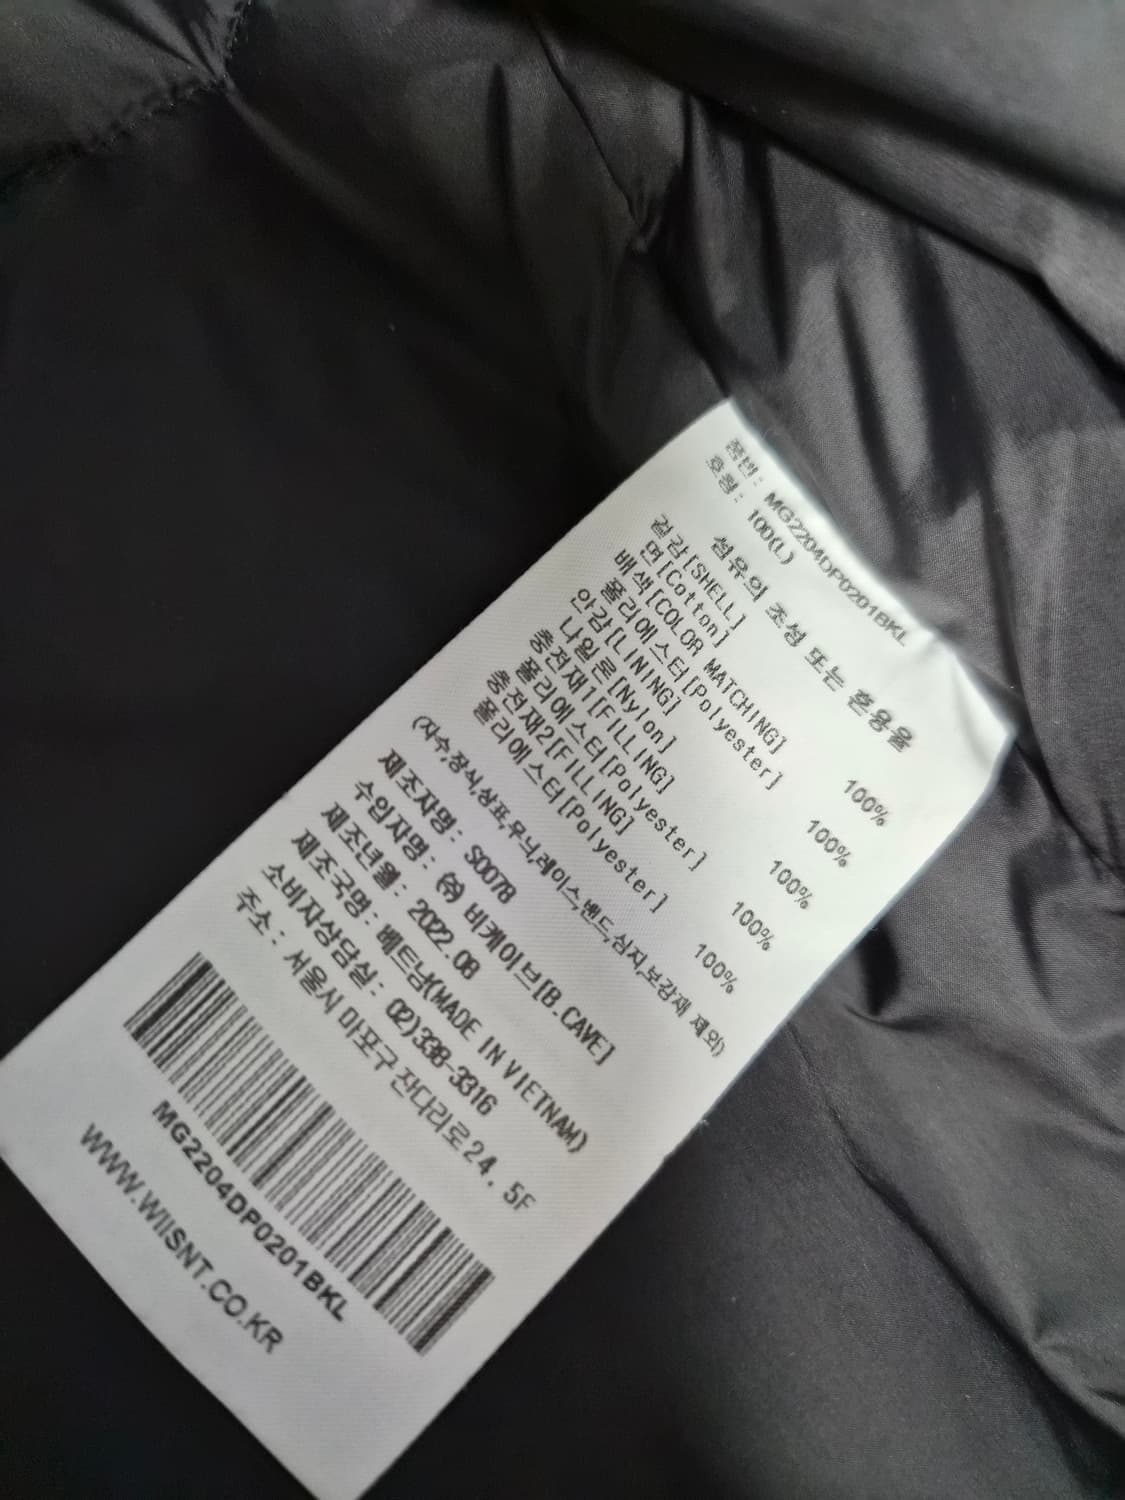 품번 : MG2204DP0201BKL
호칭 : 100(L)
섬유의 조성 또는 혼용율
겉감[SHELL]
면[Cotton] 100%
배색[COLOR MATCHING]
폴리에스터[Polyester] 100%
안감[LINING]
나일론[Nylon] 100%
충전재1[FILLING]
폴리에스터[Polyester] 100%
충전재2[FILLING]
폴리에스터[Polyester] 100%
(자수,장식,상표,무늬,레이스,밴드,심지,보강재 제외)
제조자명 : SO078
수입자명 : ㈜ 비케이브[B.CAVE]
제조년월 : 2022.08
제조국명 : 베트남(MADE IN VIETNAM)
소비자상담실 : 02)338-3316
주소 : 서울시 마포구 잔다리로24, 5F
MG2204DP0201BKL
WWW.WIISNT.CO.KR